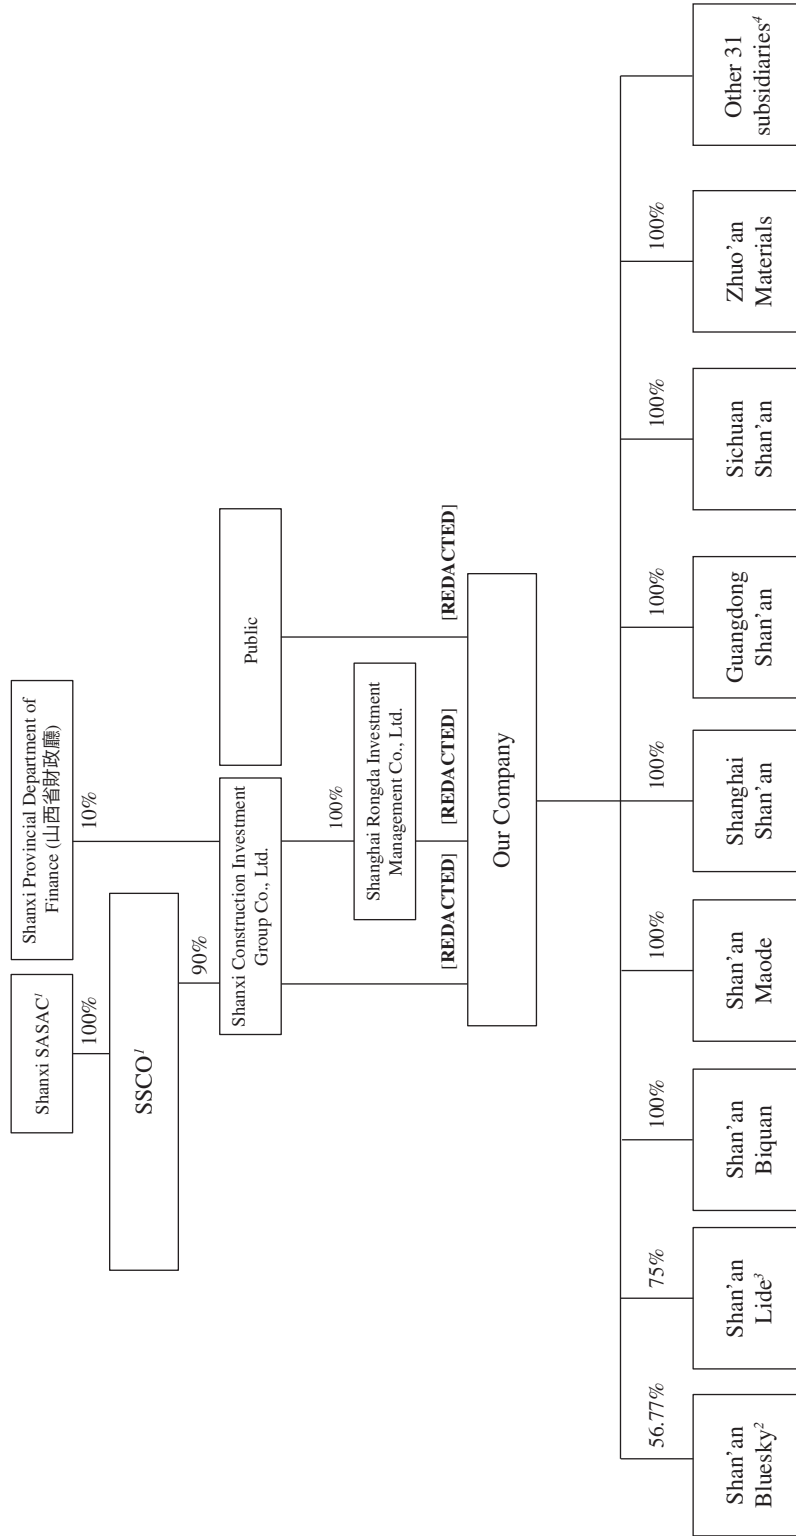 Shanxi SASAC¹
Shanxi Provincial Department of
Finance (山西省財政廳)
100%
10%
SSCO¹
90%
Shanxi Construction Investment
Group Co., Ltd.
Public
100%
Shanghai Rongda Investment
Management Co., Ltd.
[REDACTED]
[REDACTED]
[REDACTED]
Our Company
56.77%
75%
100%
100%
100%
100%
100%
100%
Shan’an
Bluesky²
Shan’an
Lide³
Shan’an
Biquan
Shan’an
Maode
Shanghai
Shan’an
Guangdong
Shan’an
Sichuan
Shan’an
Zhuo’an
Materials
Other 31
subsidiaries⁴